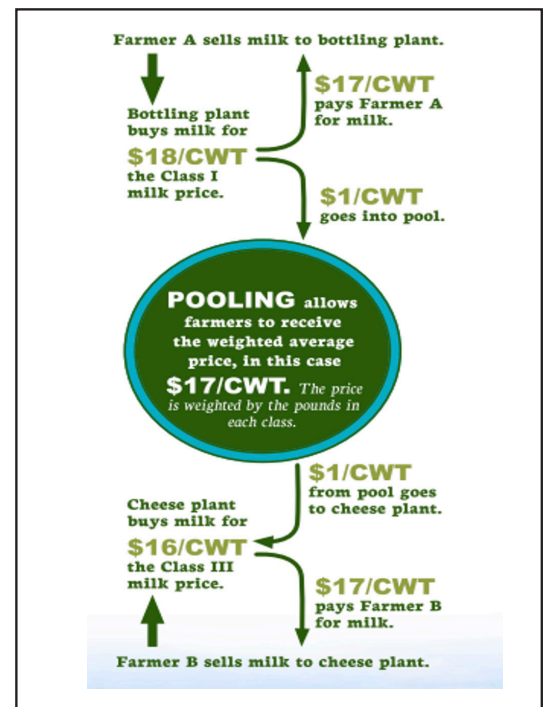 Farmer A sells milk to bottling plant.
$17/CWT
pays Farmer A
for milk.
Bottling plant
buys milk for
$18/CWT
the Class I
milk price.
$1/CWT
goes into pool.
POOLING allows
farmers to receive
the weighted average
price, in this case
$17/CWT. The price
is weighted by the pounds in
each class.
$1/CWT
from pool goes
to cheese plant.
Cheese plant
buys milk for
$16/CWT
the Class III
milk price.
$17/CWT
pays Farmer B
for milk.
Farmer B sells milk to cheese plant.